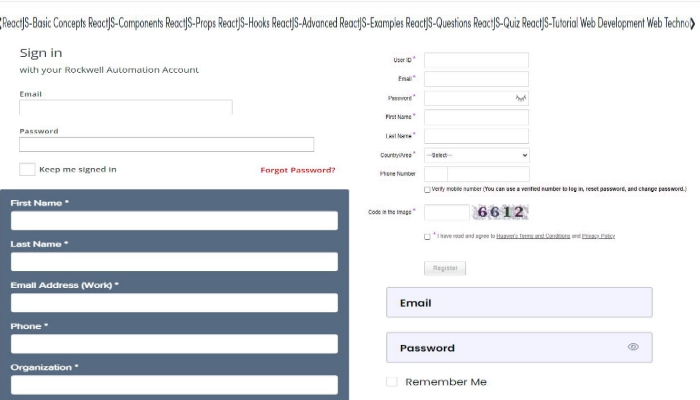 ReactJS-Basic Concepts ReactJS-Components ReactJS-Props ReactJS-Hooks ReactJS-Advanced ReactJS-Examples ReactJS-Questions ReactJS-Quiz ReactJS-Tutorial Web Development Web Techno
Sign in
with your Rockwell Automation Account
Email
Password
Keep me signed in
Forgot Password?
First Name *
Last Name *
Email Address (Work) *
Phone *
Organization *
User ID *
Email *
Password *
First Name *
Last Name *
Country/Area * ---Select---
Phone Number
Verify mobile number (You can use a verified number to log in, reset password, and change password.)
Code in the Image * 6612
* I have read and agree to Huawei's Terms and Conditions and Privacy Policy
Register
Email
Password
Remember Me